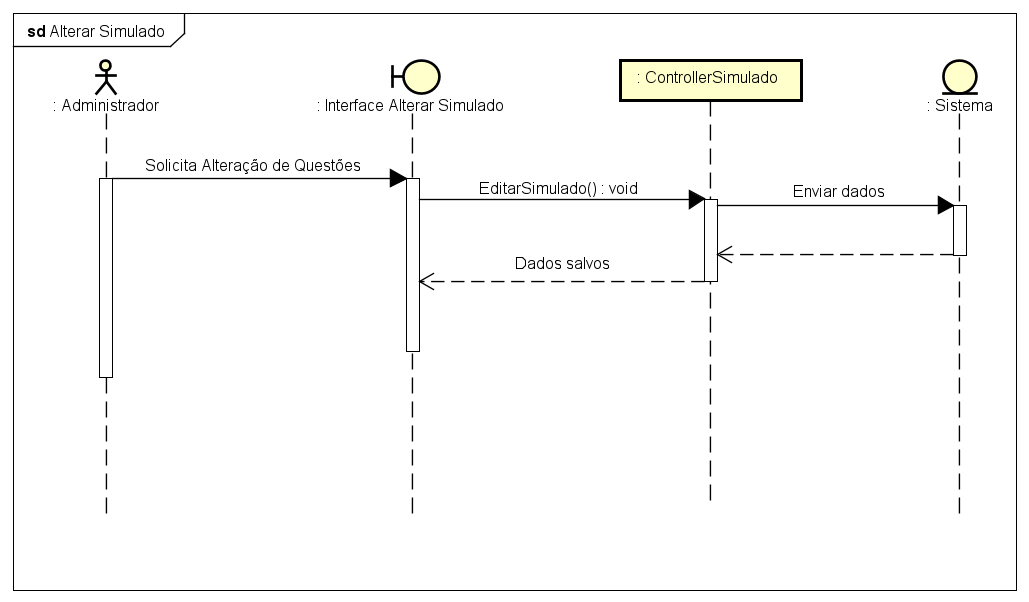 sd Alterar Simulado
: Administrador
: Interface Alterar Simulado
: ControllerSimulado
: Sistema
Solicita Alteração de Questões
EditarSimulado() : void
Enviar dados
Dados salvos